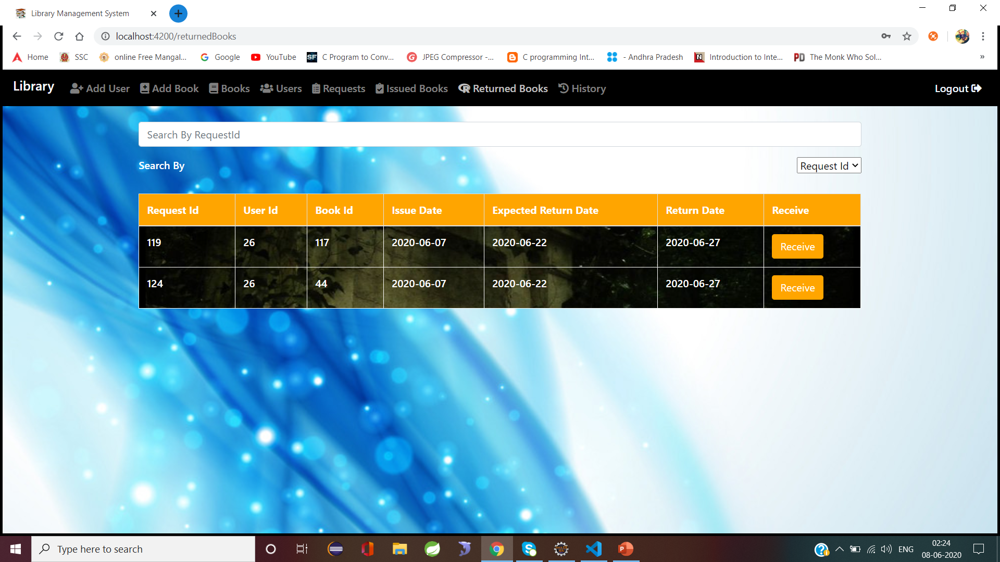 Library Management System
localhost:4200/returnedBooks
Home SSC online Free Mangal... Google YouTube C Program to Conv... JPEG Compressor -... C programming Int... - Andhra Pradesh Introduction to Inte... The Monk Who Sol... »
Library Add User Add Book Books Users Requests Issued Books Returned Books History Logout
Search By RequestId
Search By Request Id
Request Id User Id Book Id Issue Date Expected Return Date Return Date Receive
119 26 117 2020-06-07 2020-06-22 2020-06-27 Receive
124 26 44 2020-06-07 2020-06-22 2020-06-27 Receive
Type here to search ENG 02:24
08-06-2020